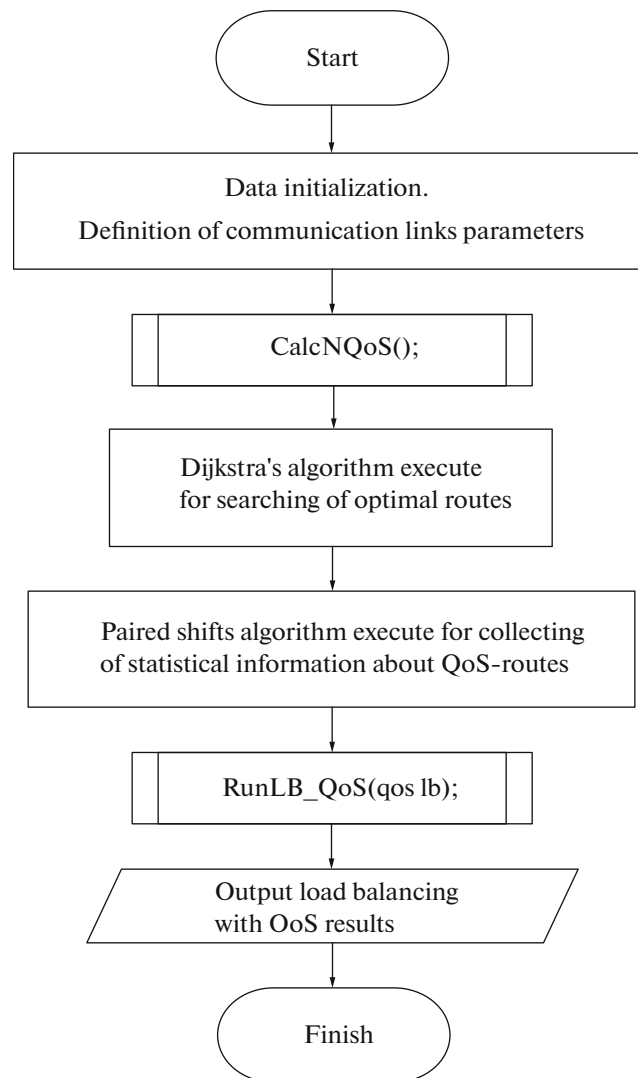 Start
Data initialization.
Definition of communication links parameters
CalcNQoS();
Dijkstra's algorithm execute
for searching of optimal routes
Paired shifts algorithm execute for collecting
of statistical information about QoS-routes
RunLB_QoS(qos lb);
Output load balancing
with OoS results
Finish